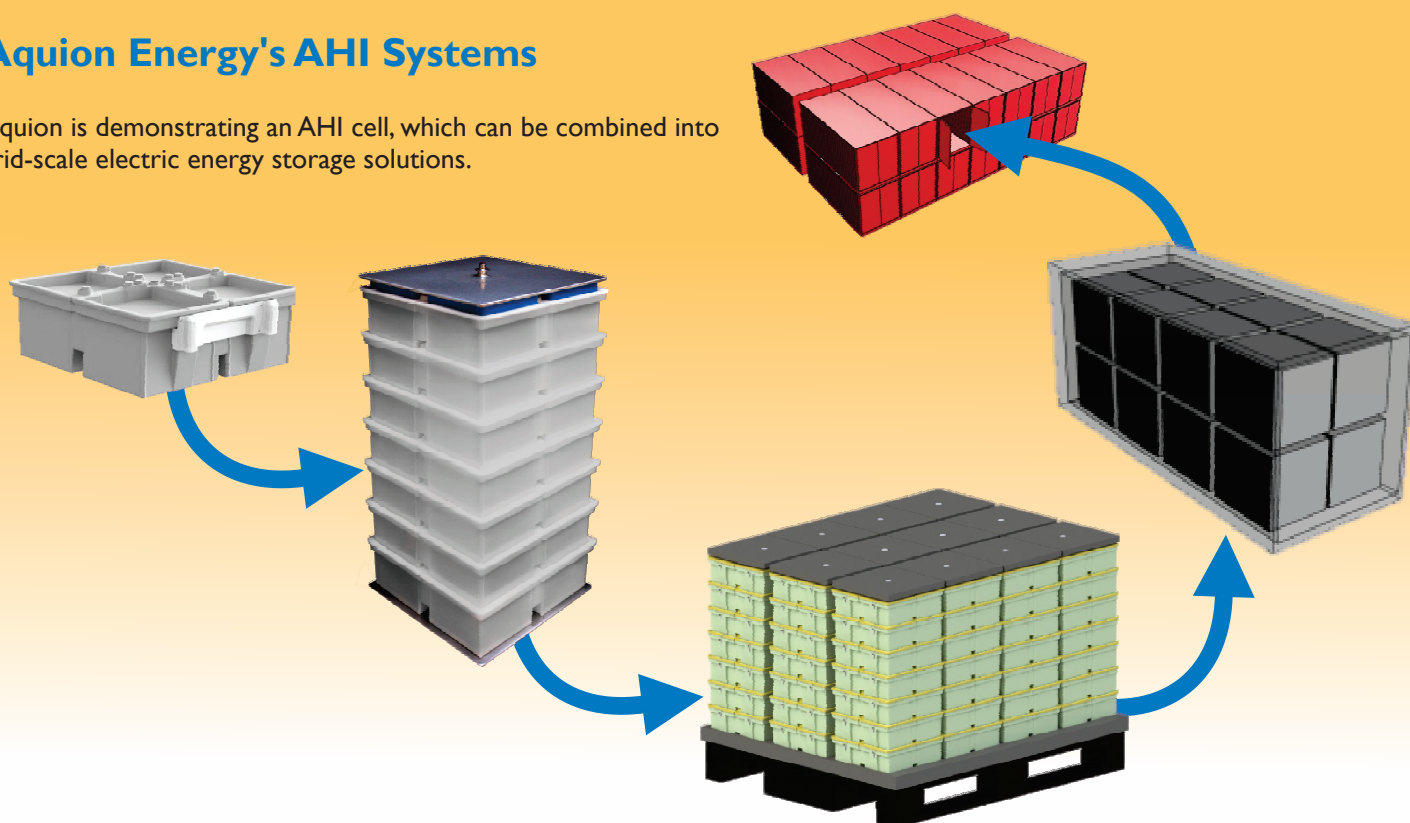 Aquion Energy's AHI Systems
quion is demonstrating an AHI cell, which can be combined into
rid-scale electric energy storage solutions.